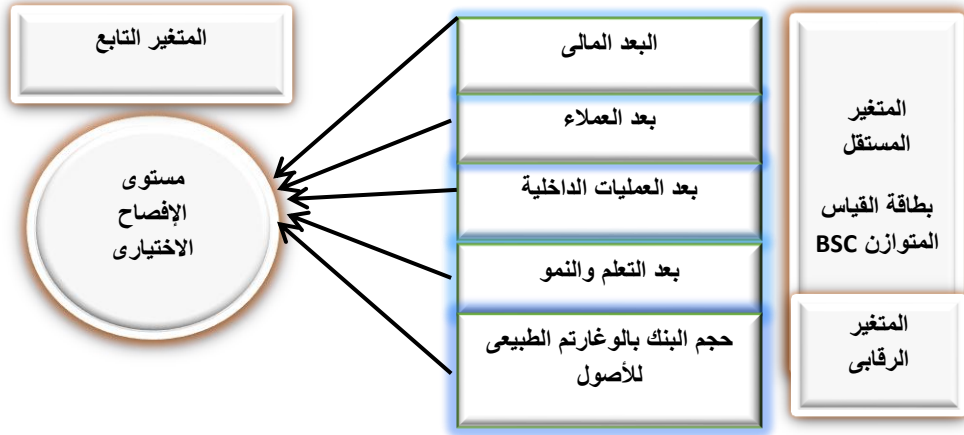 المتغير
المستقل
بطاقة القياس
المتوازن BSC
المتغير
الرقابى
البعد المالى
بعد العملاء
بعد العمليات الداخلية
بعد التعلم والنمو
حجم البنك بالوغارتم الطبيعى
للأصول
المتغير التابع
مستوى
الإفصاح
الاختيارى